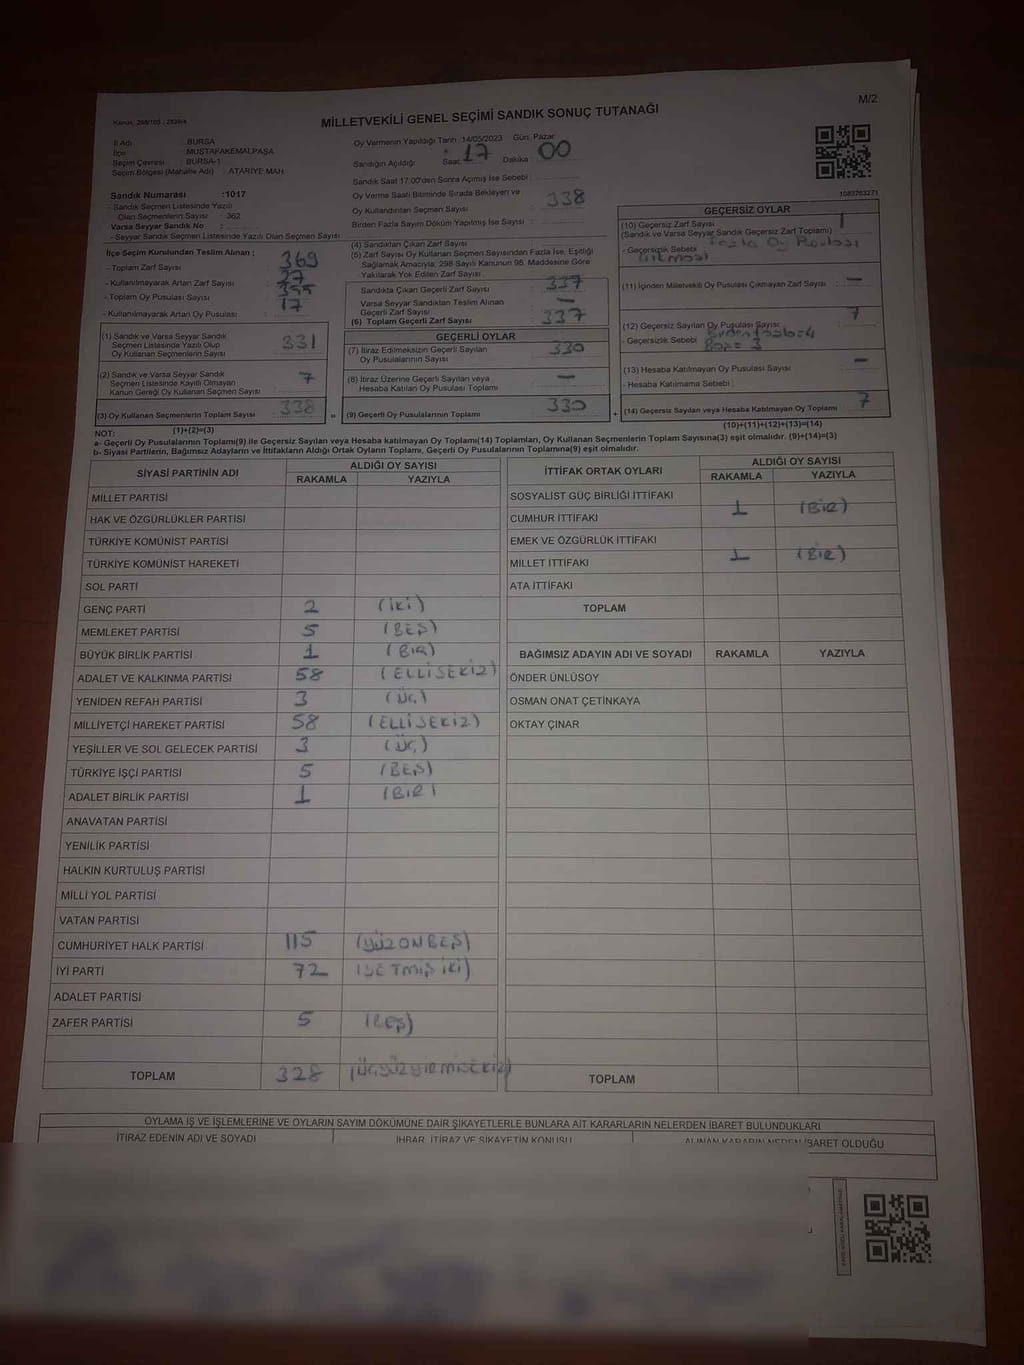 Kanun: 298/105 , 2839/4
M/2
MİLLETVEKİLİ GENEL SEÇİMİ SANDIK SONUÇ TUTANAĞI
İl Adı : BURSA
İlçe : MUSTAFAKEMALPAŞA
Seçim Çevresi : BURSA-1
Seçim Bölgesi (Mahalle Adı) : ATARİYE MAH.
Sandık Numarası :1017
- Sandık Seçmen Listesinde Yazılı
Olan Seçmenlerin Sayısı 362
Varsa Seyyar Sandık No :
- Seyyar Sandık Seçmen Listesinde Yazılı Olan Seçmen Sayısı:
Oy Vermenin Yapıldığı Tarih :14/05/2023 Gün: Pazar
Sandığın Açıldığı Saat: 17 Dakika: 00
Sandık Saat 17:00'den Sonra Açılmış İse Sebebi :
Oy Verme Saati Bitiminde Sırada Bekleyen ve
Oy Kullandırılan Seçmen Sayısı : 338
Birden Fazla Sayım Döküm Yapılmış İse Sayısı :
1083763271
İlçe Seçim Kurulundan Teslim Alınan ;
- Toplam Zarf Sayısı : 369
- Kullanılmayarak Artan Zarf Sayısı :
- Toplam Oy Pusulası Sayısı : 355
- Kullanılmayarak Artan Oy Pusulası : 17
(1) Sandık ve Varsa Seyyar Sandık
Seçmen Listesinde Yazılı Olup
Oy Kullanan Seçmenlerin Sayısı 331
(2) Sandık ve Varsa Seyyar Sandık
Seçmen Listesinde Kayıtlı Olmayan
Kanun Gereği Oy Kullanan Seçmen Sayısı 7
(3) Oy Kullanan Seçmenlerin Toplam Sayısı 338
(1)+(2)=(3)
(4) Sandıktan Çıkan Zarf Sayısı
(5) Zarf Sayısı Oy Kullanan Seçmen Sayısından Fazla İse, Eşitliği
Sağlamak Amacıyla, 298 Sayılı Kanunun 98. Maddesine Göre
Yakılarak Yok Edilen Zarf Sayısı
Sandıkta Çıkan Geçerli Zarf Sayısı : 337
Varsa Seyyar Sandıktan Teslim Alınan
Geçerli Zarf Sayısı : —
(6) Toplam Geçerli Zarf Sayısı : 337
GEÇERLİ OYLAR
(7) İtiraz Edilmeksizin Geçerli Sayılan
Oy Pusulalarının Sayısı 330
(8) İtiraz Üzerine Geçerli Sayılan veya
Hesaba Katılan Oy Pusulası Toplamı —
= (9) Geçerli Oy Pusulalarının Toplamı 330
GEÇERSİZ OYLAR
(10) Geçersiz Zarf Sayısı 1
(Sandık ve Varsa Seyyar Sandık Geçersiz Zarf Toplamı) :
- Geçersizlik Sebebi : Fazla Oy Pusulası
Çıkması
(11) İçinden Milletvekili Oy Pusulası Çıkmayan Zarf Sayısı : —
(12) Geçersiz Sayılan Oy Pusulası Sayısı 7
- Geçersizlik Sebebi : Birden fazla=4
Boş= 3
(13) Hesaba Katılmayan Oy Pusulası Sayısı —
- Hesaba Katılmama Sebebi :
+ (14) Geçersiz Sayılan veya Hesaba Katılmayan Oy Toplamı 7
(10)+(11)+(12)+(13)=(14)
NOT:
a- Geçerli Oy Pusulalarının Toplamı(9) ile Geçersiz Sayılan veya Hesaba katılmayan Oy Toplamı(14) Toplamları, Oy Kullanan Seçmenlerin Toplam Sayısına(3) eşit olmalıdır. (9)+(14)=(3)
b- Siyasi Partilerin, Bağımsız Adayların ve İttifakların Aldığı Ortak Oyların Toplamı, Geçerli Oy Pusulalarının Toplamına(9) eşit olmalıdır.
SİYASİ PARTİNİN ADI ALDIĞI OY SAYISI
RAKAMLA YAZIYLA
MİLLET PARTİSİ
HAK VE ÖZGÜRLÜKLER PARTİSİ
TÜRKİYE KOMÜNİST PARTİSİ
TÜRKİYE KOMÜNİST HAREKETİ
SOL PARTİ
GENÇ PARTİ 2 (İKİ)
MEMLEKET PARTİSİ 5 (BEŞ)
BÜYÜK BİRLİK PARTİSİ 1 (BİR)
ADALET VE KALKINMA PARTİSİ 58 (ELLİSEKİZ)
YENİDEN REFAH PARTİSİ 3 (ÜÇ)
MİLLİYETÇİ HAREKET PARTİSİ 58 (ELLİSEKİZ)
YEŞİLLER VE SOL GELECEK PARTİSİ 3 (ÜÇ)
TÜRKİYE İŞÇİ PARTİSİ 5 (BEŞ)
ADALET BİRLİK PARTİSİ 1 (BİR)
ANAVATAN PARTİSİ
YENİLİK PARTİSİ
HALKIN KURTULUŞ PARTİSİ
MİLLİ YOL PARTİSİ
VATAN PARTİSİ
CUMHURİYET HALK PARTİSİ 115 (YÜZONBEŞ)
İYİ PARTİ 72 (YETMİŞİKİ)
ADALET PARTİSİ
ZAFER PARTİSİ 5 (BEŞ)
TOPLAM 328 (ÜÇYÜZYİRMİSEKİZ)
İTTİFAK ORTAK OYLARI ALDIĞI OY SAYISI
RAKAMLA YAZIYLA
SOSYALİST GÜÇ BİRLİĞİ İTTİFAKI
CUMHUR İTTİFAKI 1 (BİR)
EMEK VE ÖZGÜRLÜK İTTİFAKI
MİLLET İTTİFAKI 1 (BİR)
ATA İTTİFAKI
TOPLAM
BAĞIMSIZ ADAYIN ADI VE SOYADI RAKAMLA YAZIYLA
ÖNDER ÜNLÜSOY
OSMAN ONAT ÇETİNKAYA
OKTAY ÇINAR
TOPLAM
OYLAMA İŞ VE İŞLEMLERİNE VE OYLARIN SAYIM DÖKÜMÜNE DAİR ŞİKAYETLERLE BUNLARA AİT KARARLARIN NELERDEN İBARET BULUNDUKLARI
İTİRAZ EDENİN ADI VE SOYADI İHBAR, İTİRAZ VE ŞİKAYETİN KONUSU ALINAN KARARIN NEDEN İBARET OLDUĞU